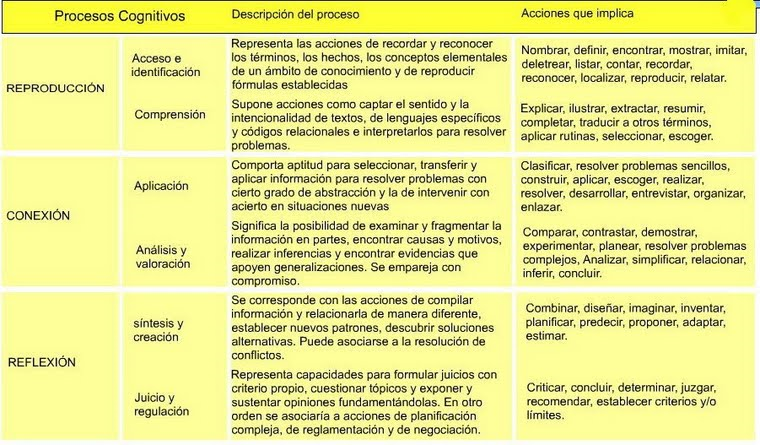 Procesos Cognitivos
Descripción del proceso
Acciones que implica
REPRODUCCIÓN
Acceso e
identificación
Representa las acciones de recordar y reconocer
los términos, los hechos, los conceptos elementales
de un ámbito de conocimiento y de reproducir
fórmulas establecidas
Nombrar, definir, encontrar, mostrar, imitar,
deletrear, listar, contar, recordar,
reconocer, localizar, reproducir, relatar.
Comprensión
Supone acciones como captar el sentido y la
intencionalidad de textos, de lenguajes específicos
y códigos relacionales e interpretarlos para resolver
problemas.
Explicar, ilustrar, extractar, resumir,
completar, traducir a otros términos,
aplicar rutinas, seleccionar, escoger.
CONEXIÓN
Aplicación
Comporta aptitud para seleccionar, transferir y
aplicar información para resolver problemas con
cierto grado de abstracción y la de intervenir con
acierto en situaciones nuevas
Clasificar, resolver problemas sencillos,
construir, aplicar, escoger, realizar,
resolver, desarrollar, entrevistar, organizar,
enlazar.
Análisis y
valoración
Significa la posibilidad de examinar y fragmentar la
información en partes, encontrar causas y motivos,
realizar inferencias y encontrar evidencias que
apoyen generalizaciones. Se empareja con
compromiso.
Comparar, contrastar, demostrar,
experimentar, planear, resolver problemas
complejos, Analizar, simplificar, relacionar,
inferir, concluir.
REFLEXIÓN
síntesis y
creación
Se corresponde con las acciones de compilar
información y relacionarla de manera diferente,
establecer nuevos patrones, descubrir soluciones
alternativas. Puede asociarse a la resolución de
conflictos.
Combinar, diseñar, imaginar, inventar,
planificar, predecir, proponer, adaptar,
estimar.
Juicio y
regulación
Representa capacidades para formular juicios con
criterio propio, cuestionar tópicos y exponer y
sustentar opiniones fundamentándolas. En otro
orden se asociaría a acciones de planificación
compleja, de reglamentación y de negociación.
Criticar, concluir, determinar, juzgar,
recomendar, establecer criterios y/o
límites.